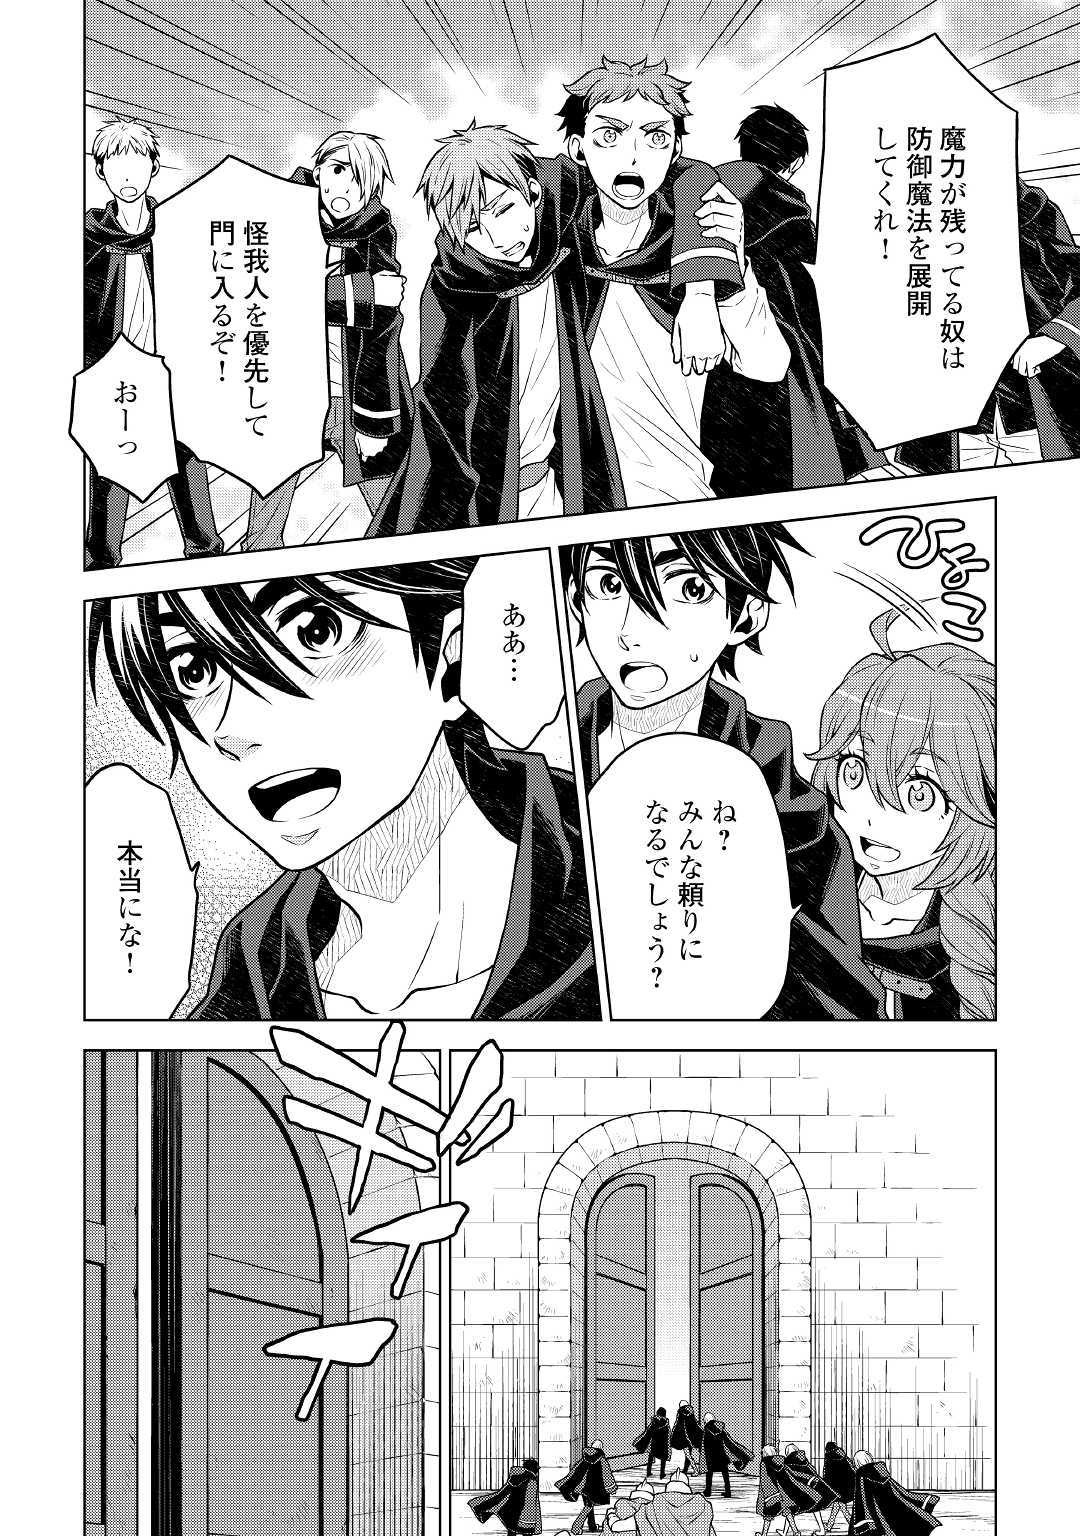 魔力が残ってる奴は
防御魔法を展開
してくれ！
怪我人を優先して
門に入るぞ！
おーっ
ひょこ
ね？
みんな頼りに
なるでしょう？
ああ…
本当にな！
ギィィ